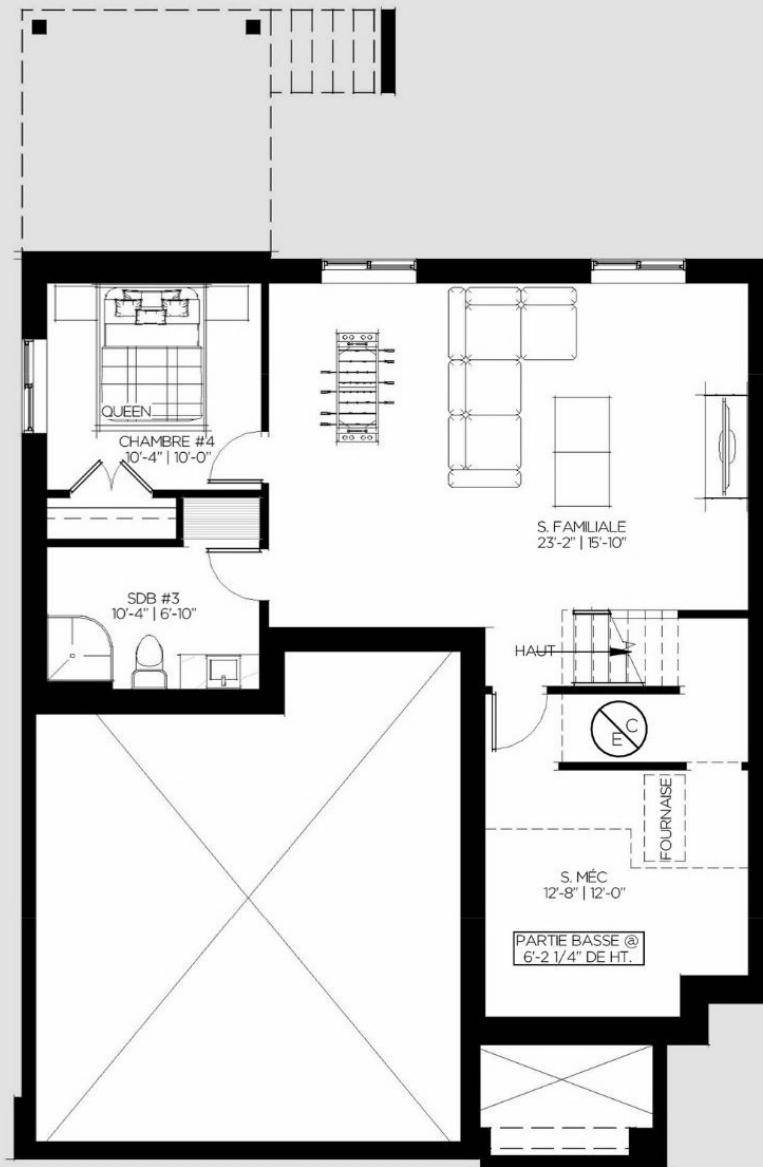 QUEEN
CHAMBRE #4
10'-4" | 10'-0"
S. FAMILIALE
23'-2" | 15'-10"
SDB #3
10'-4" | 6'-10"
HAUT
C
E
FOURNAISE
S. MÉC
12'-8" | 12'-0"
PARTIE BASSE @
6'-2 1/4" DE HT.